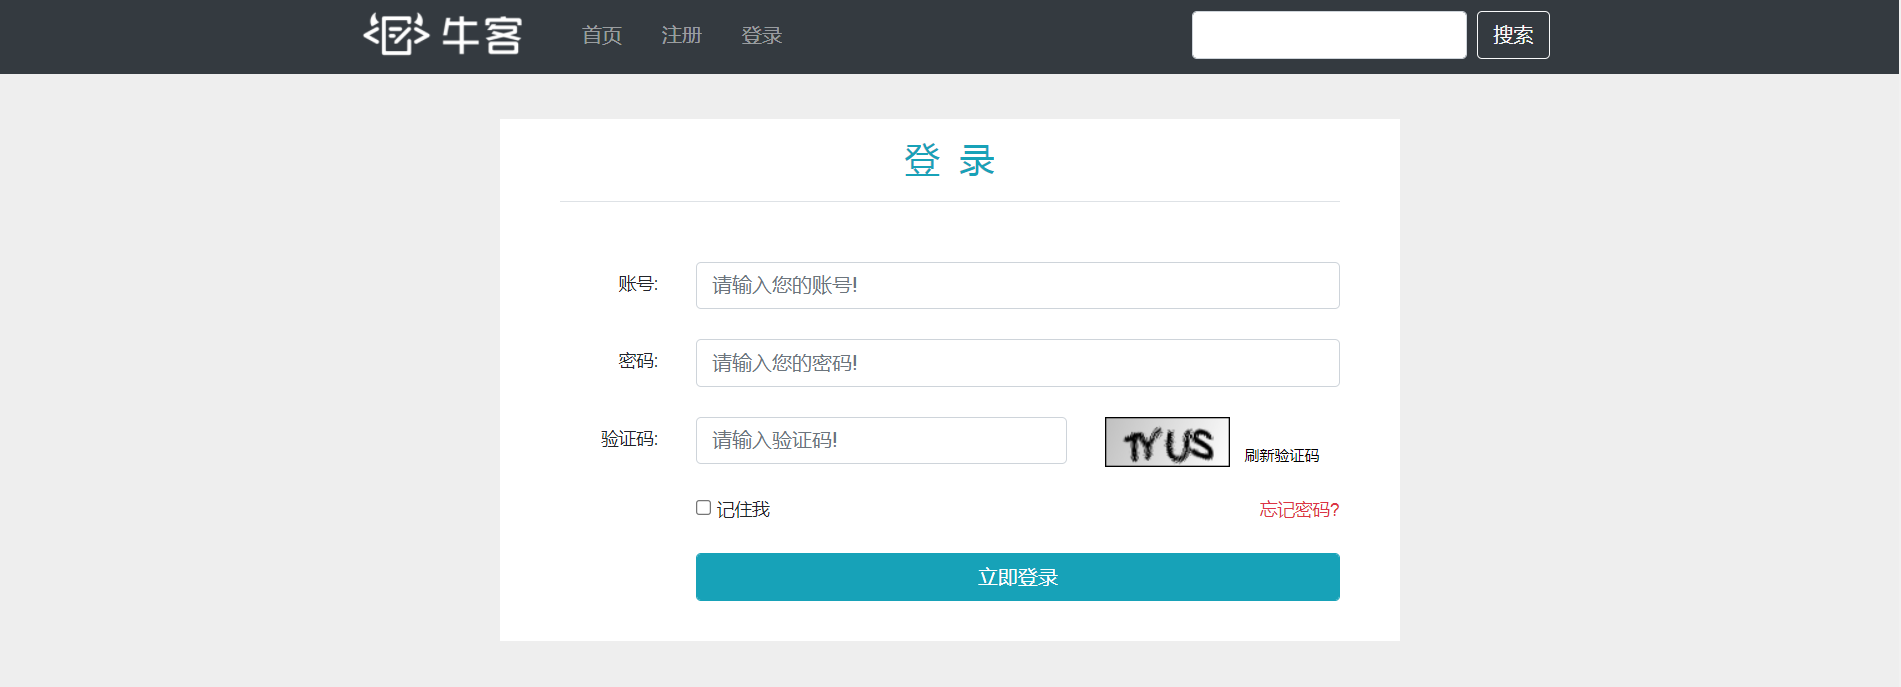 牛客 首页 注册 登录 搜索
登 录
账号: 请输入您的账号!
密码: 请输入您的密码!
验证码: 请输入验证码! 刷新验证码
记住我 忘记密码?
立即登录